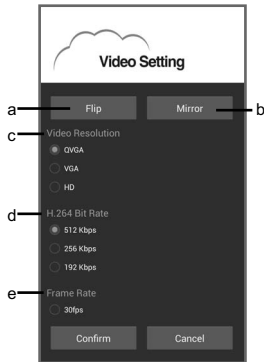 Video Setting
a Flip Mirror b
c Video Resolution
QVGA
VGA
HD
d H.264 Bit Rate
512 Kbps
256 Kbps
192 Kbps
e Frame Rate
30fps
Confirm Cancel